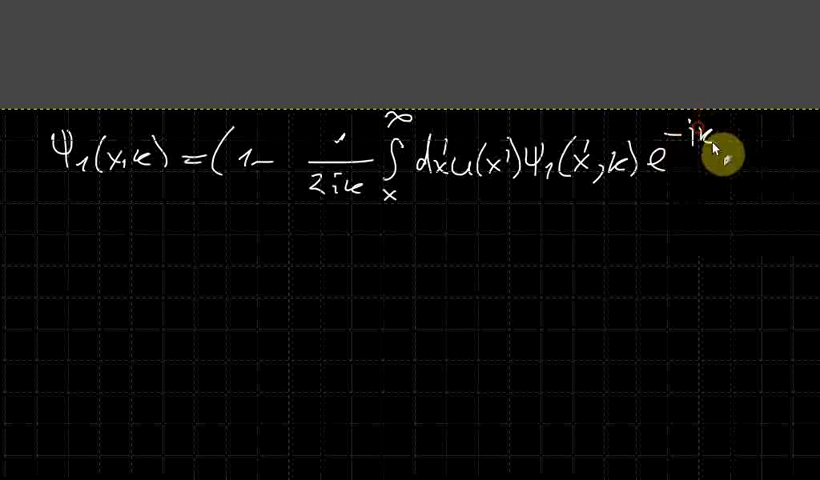 ψ₁(x,k) = (1 - 1/(2ik) ∫ₓ^∞ dx' u(x') ψ₁(x',k) e^(-ik